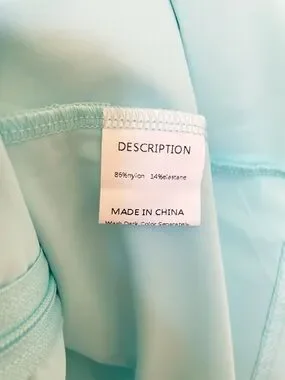 DESCRIPTION
86%nylon 14%elastane
MADE IN CHINA
Wash Dark Color Separately